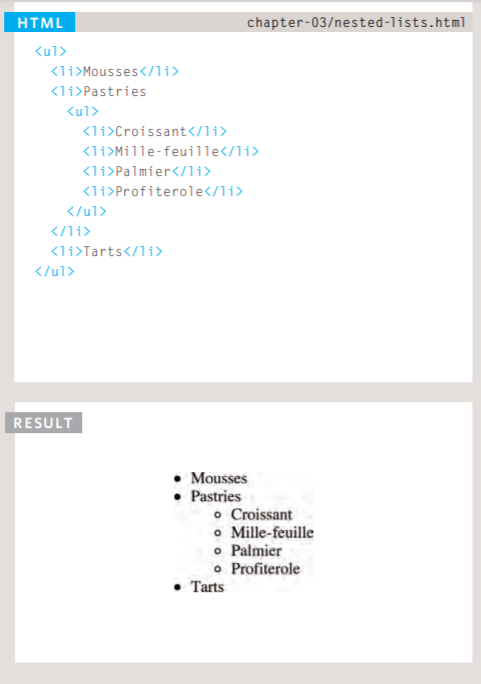 HTML chapter-03/nested-lists.html
<ul>
  <li>Mousses</li>
  <li>Pastries
    <ul>
      <li>Croissant</li>
      <li>Mille-feuille</li>
      <li>Palmier</li>
      <li>Profiterole</li>
    </ul>
  </li>
  <li>Tarts</li>
</ul>
RESULT
• Mousses
• Pastries
◦ Croissant
◦ Mille-feuille
◦ Palmier
◦ Profiterole
• Tarts